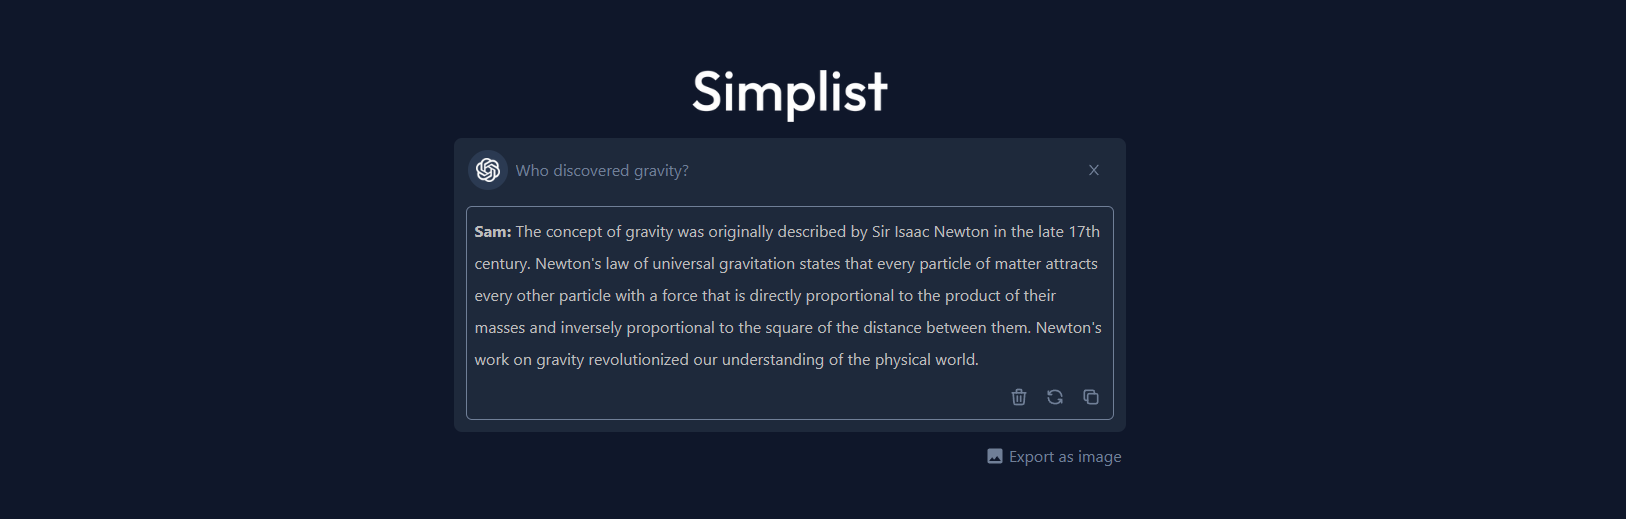 Simplist
Who discovered gravity?
Sam: The concept of gravity was originally described by Sir Isaac Newton in the late 17th
century. Newton's law of universal gravitation states that every particle of matter attracts
every other particle with a force that is directly proportional to the product of their
masses and inversely proportional to the square of the distance between them. Newton's
work on gravity revolutionized our understanding of the physical world.
Export as image